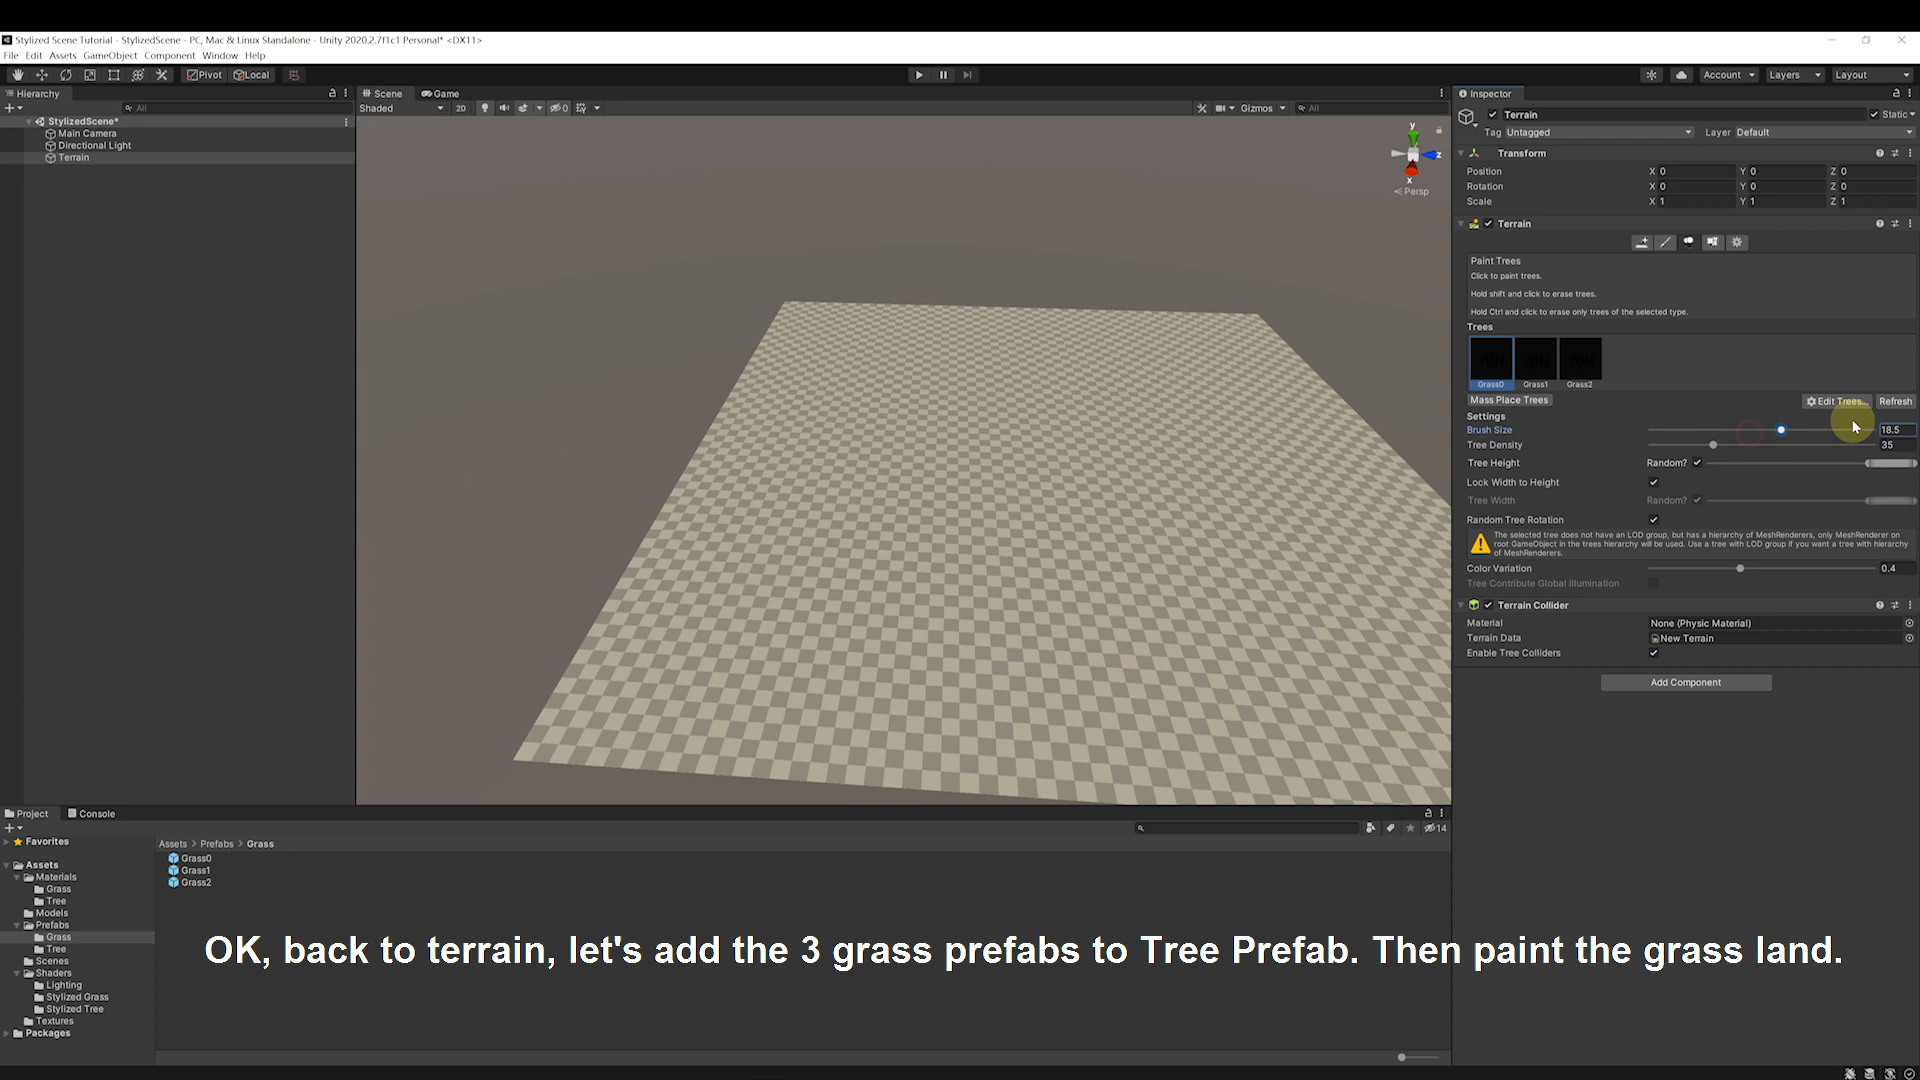 Stylized Scene Tutorial - StylizedScene - PC, Mac & Linux Standalone - Unity 2020.2.7f1c1 Personal* <DX11>
File Edit Assets GameObject Component Window Help
Pivot Local Account Layers Layout
Hierarchy
All
StylizedScene*
Main Camera
Directional Light
Terrain
Scene Game
Shaded 2D 0 Gizmos All
y
z
x
Persp
Inspector
Terrain Static
Tag Untagged Layer Default
Transform
Position X 0 Y 0 Z 0
Rotation X 0 Y 0 Z 0
Scale X 1 Y 1 Z 1
Terrain
Paint Trees
Click to paint trees.
Hold shift and click to erase trees.
Hold Ctrl and click to erase only trees of the selected type.
Trees
Grass0 Grass1 Grass2
Mass Place Trees Edit Trees... Refresh
Settings
Brush Size 18.5
Tree Density 35
Tree Height Random?
Lock Width to Height
Tree Width Random?
Random Tree Rotation
The selected tree does not have an LOD group, but has a hierarchy of MeshRenderers, only MeshRenderer on
root GameObject in the trees hierarchy will be used. Use a tree with LOD group if you want a tree with hierarchy
of MeshRenderers.
Color Variation 0.4
Tree Contribute Global Illumination
Terrain Collider
Material None (Physic Material)
Terrain Data New Terrain
Enable Tree Colliders
Add Component
Project Console
14
Favorites
Assets
Materials
Grass
Tree
Models
Prefabs
Grass
Tree
Scenes
Shaders
Lighting
Stylized Grass
Stylized Tree
Textures
Packages
Assets > Prefabs > Grass
Grass0
Grass1
Grass2
OK, back to terrain, let's add the 3 grass prefabs to Tree Prefab. Then paint the grass land.